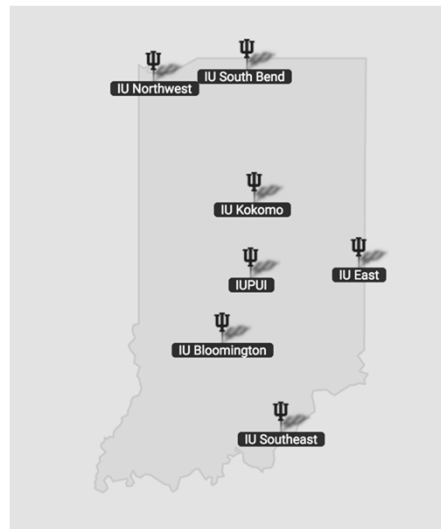 IU South Bend
IU Northwest
IU Kokomo
IUPUI
IU East
IU Bloomington
IU Southeast